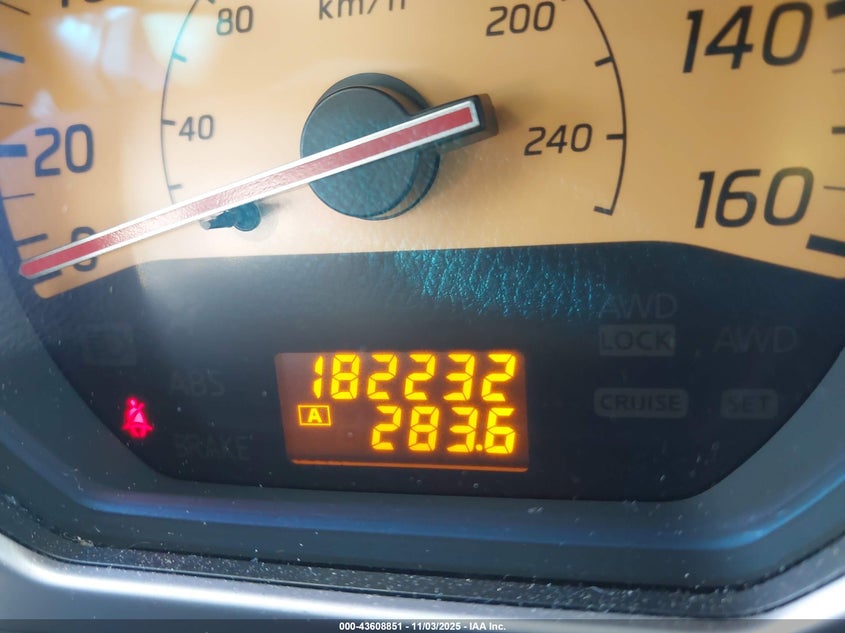 80
km/h
200
140
40
240
20
160
0
AWD
LOCK
AWD
182232
ABS
A
283.6
CRUISE
SET
BRAKE
000-43608851 - 11/03/2025 - IAA Inc.